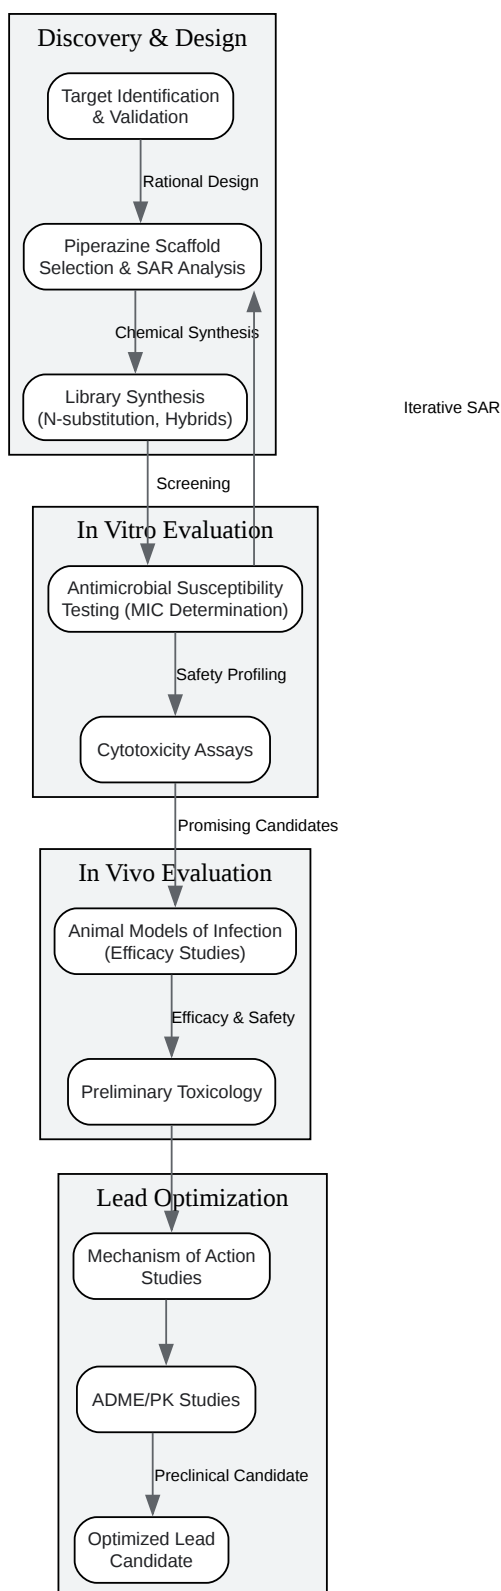 Discovery & Design
Target Identification
& Validation
Rational Design
Piperazine Scaffold
Selection & SAR Analysis
Chemical Synthesis
Library Synthesis
(N-substitution, Hybrids)
Iterative SAR
Screening
In Vitro Evaluation
Antimicrobial Susceptibility
Testing (MIC Determination)
Safety Profiling
Cytotoxicity Assays
Promising Candidates
In Vivo Evaluation
Animal Models of Infection
(Efficacy Studies)
Efficacy & Safety
Preliminary Toxicology
Lead Optimization
Mechanism of Action
Studies
ADME/PK Studies
Preclinical Candidate
Optimized Lead
Candidate